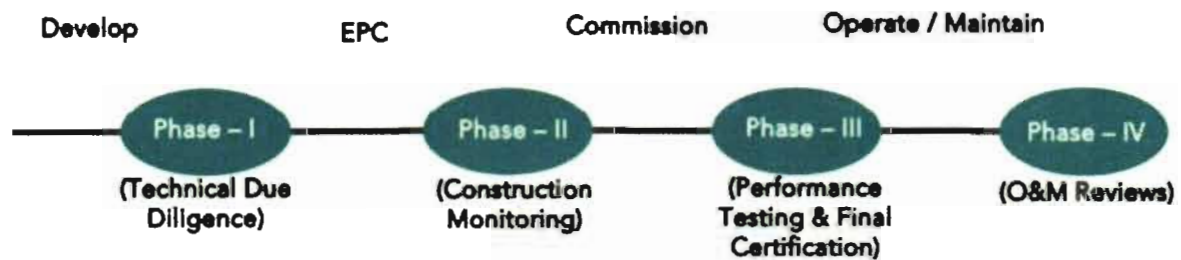 Develop
EPC
Commission
Operate / Maintain
Phase – I
Phase – II
Phase – III
Phase – IV
(Technical Due
Diligence)
(Construction
Monitoring)
(Performance
Testing & Final
Certification)
(O&M Reviews)